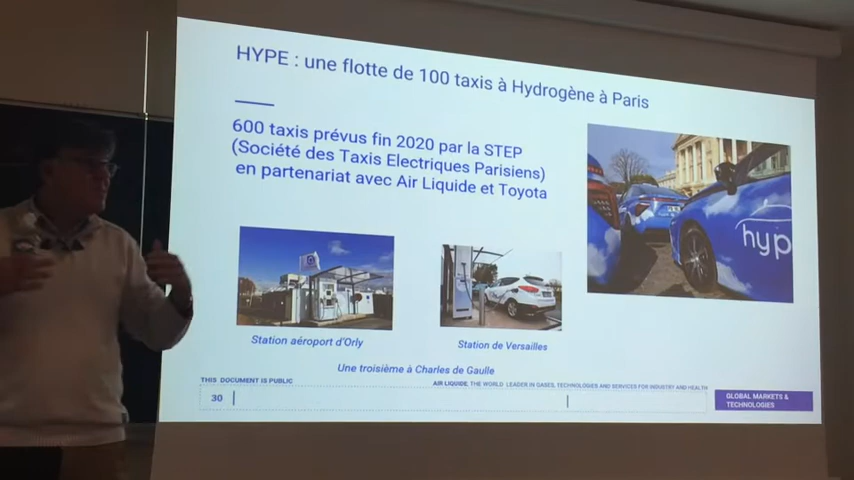 HYPE : une flotte de 100 taxis à Hydrogène à Paris
600 taxis prévus fin 2020 par la STEP
(Société des Taxis Electriques Parisiens)
en partenariat avec Air Liquide et Toyota
hyp
Station aéroport d'Orly
Station de Versailles
Une troisième à Charles de Gaulle
THIS DOCUMENT IS PUBLIC
AIR LIQUIDE, THE WORLD LEADER IN GASES, TECHNOLOGIES AND SERVICES FOR INDUSTRY AND HEALTH
30
GLOBAL MARKETS &
TECHNOLOGIES